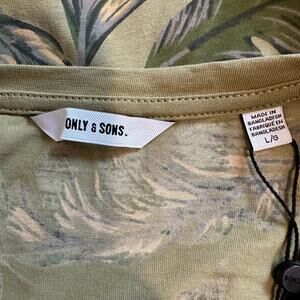 ONLY & SONS.
MADE IN
BANGLADESH
FABRIQUÉ EN
BANGLADESH
L/G